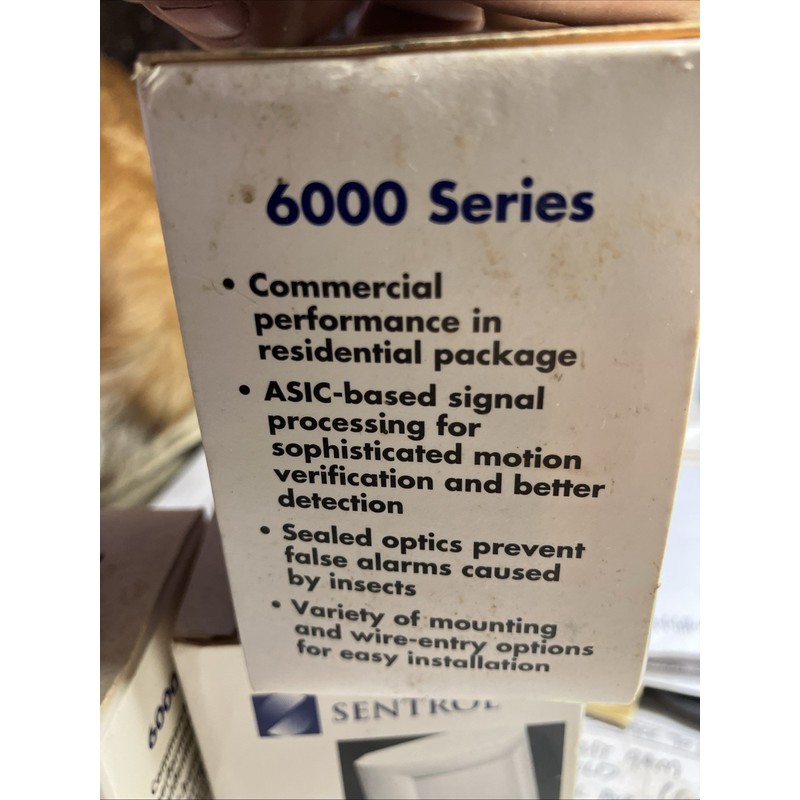 6000 Series
• Commercial
performance in
residential package
• ASIC-based signal
processing for
sophisticated motion
verification and better
detection
• Sealed optics prevent
false alarms caused
by insects
• Variety of mounting
and wire-entry options
for easy installation
SENTROL
6000